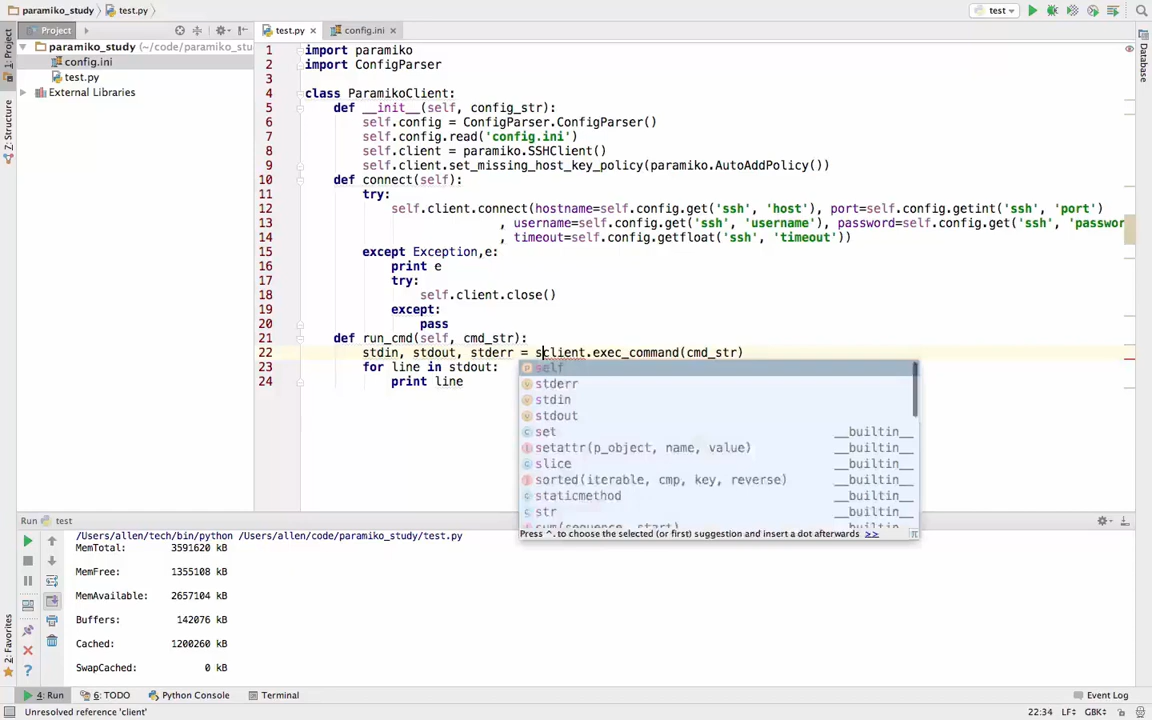 paramiko_study
test.py
test
Project
test.py
config.ini
1: Project
Z: Structure
2: Favorites
Database
paramiko_study (~/code/paramiko_stu
config.ini
test.py
External Libraries
1 import paramiko
2 import ConfigParser
3
4 class ParamikoClient:
5 def __init__(self, config_str):
6 self.config = ConfigParser.ConfigParser()
7 self.config.read('config.ini')
8 self.client = paramiko.SSHClient()
9 self.client.set_missing_host_key_policy(paramiko.AutoAddPolicy())
10 def connect(self):
11 try:
12 self.client.connect(hostname=self.config.get('ssh', 'host'), port=self.config.getint('ssh', 'port')
13 , username=self.config.get('ssh', 'username'), password=self.config.get('ssh', 'passwor
14 , timeout=self.config.getfloat('ssh', 'timeout'))
15 except Exception,e:
16 print e
17 try:
18 self.client.close()
19 except:
20 pass
21 def run_cmd(self, cmd_str):
22 stdin, stdout, stderr = sclient.exec_command(cmd_str)
23 for line in stdout:
24 print line
p self
v stderr
v stdin
v stdout
c set __builtin__
f setattr(p_object, name, value) __builtin__
c slice __builtin__
f sorted(iterable, cmp, key, reverse) __builtin__
c staticmethod __builtin__
c str __builtin__
sum(sequence, start) __builtin__
Press ^. to choose the selected (or first) suggestion and insert a dot afterwards >> π
Run test
/Users/allen/tech/bin/python /Users/allen/code/paramiko_study/test.py
MemTotal: 3591620 kB
MemFree: 1355108 kB
MemAvailable: 2657104 kB
Buffers: 142076 kB
Cached: 1200260 kB
SwapCached: 0 kB
4: Run
6: TODO
Python Console
Terminal
Event Log
Unresolved reference 'client'
22:34 LF GBK